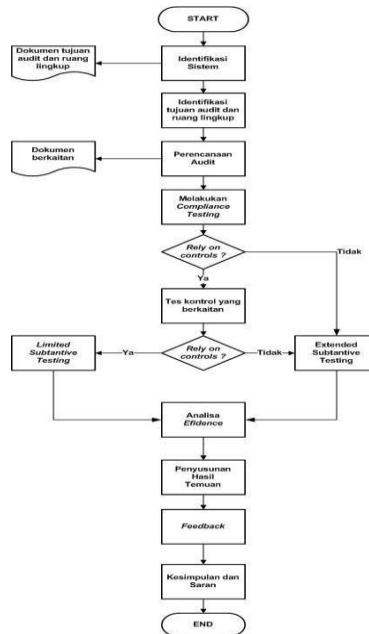 START
Dokumen tujuan
audit dan ruang
lingkup
Identifikasi
Sistem
Identifikasi
tujuan audit dan
ruang lingkup
Dokumen
berkaitan
Perencanaan
Audit
Melakukan
Compliance
Testing
Rely on
controls ?
Tidak
Ya
Tes kontrol yang
berkaitan
Limited
Subtantive
Testing
Ya
Rely on
controls ?
Tidak
Extended
Subtantive
Testing
Analisa
Efidence
Penyusunan
Hasil
Temuan
Feedback
Kesimpulan dan
Saran
END